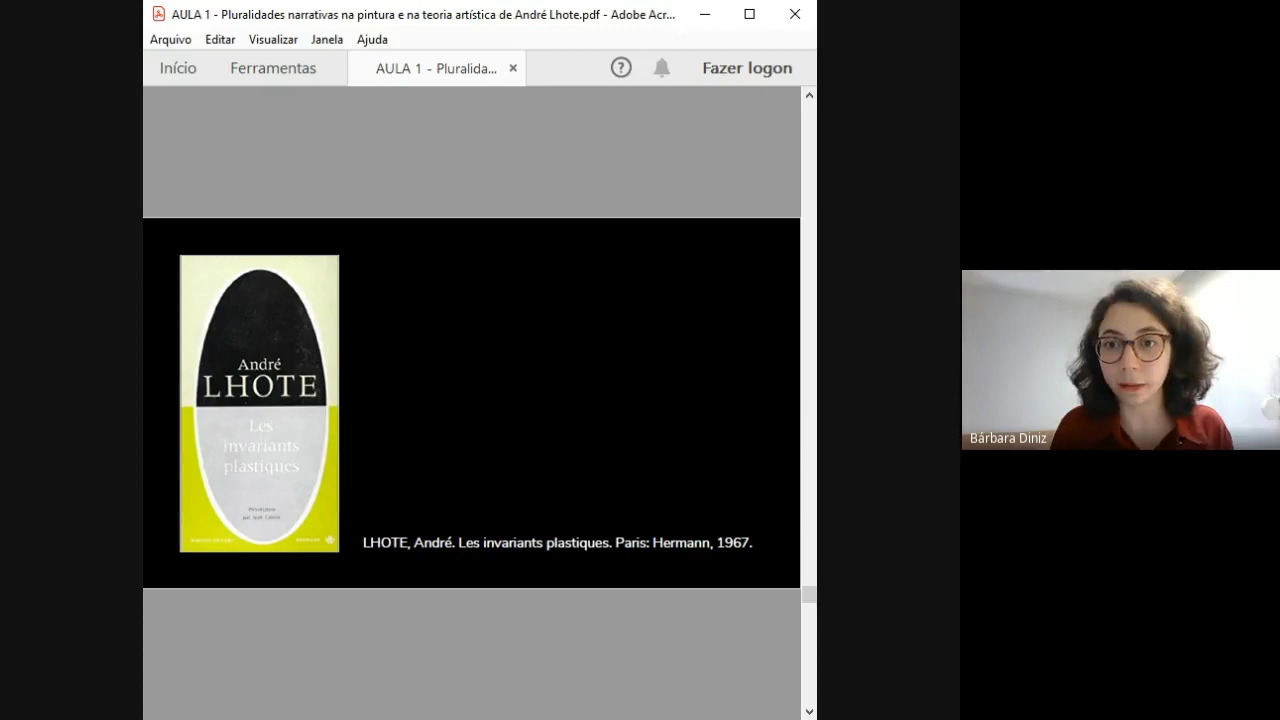 AULA 1 - Pluralidades narrativas na pintura e na teoria artística de André Lhote.pdf - Adobe Acr...
Arquivo Editar Visualizar Janela Ajuda
Início Ferramentas AULA 1 - Pluralida... × ? Fazer logon
André
LHOTE
Les
invariants
plastiques
LHOTE, André. Les invariants plastiques. Paris: Hermann, 1967.
Bárbara Diniz